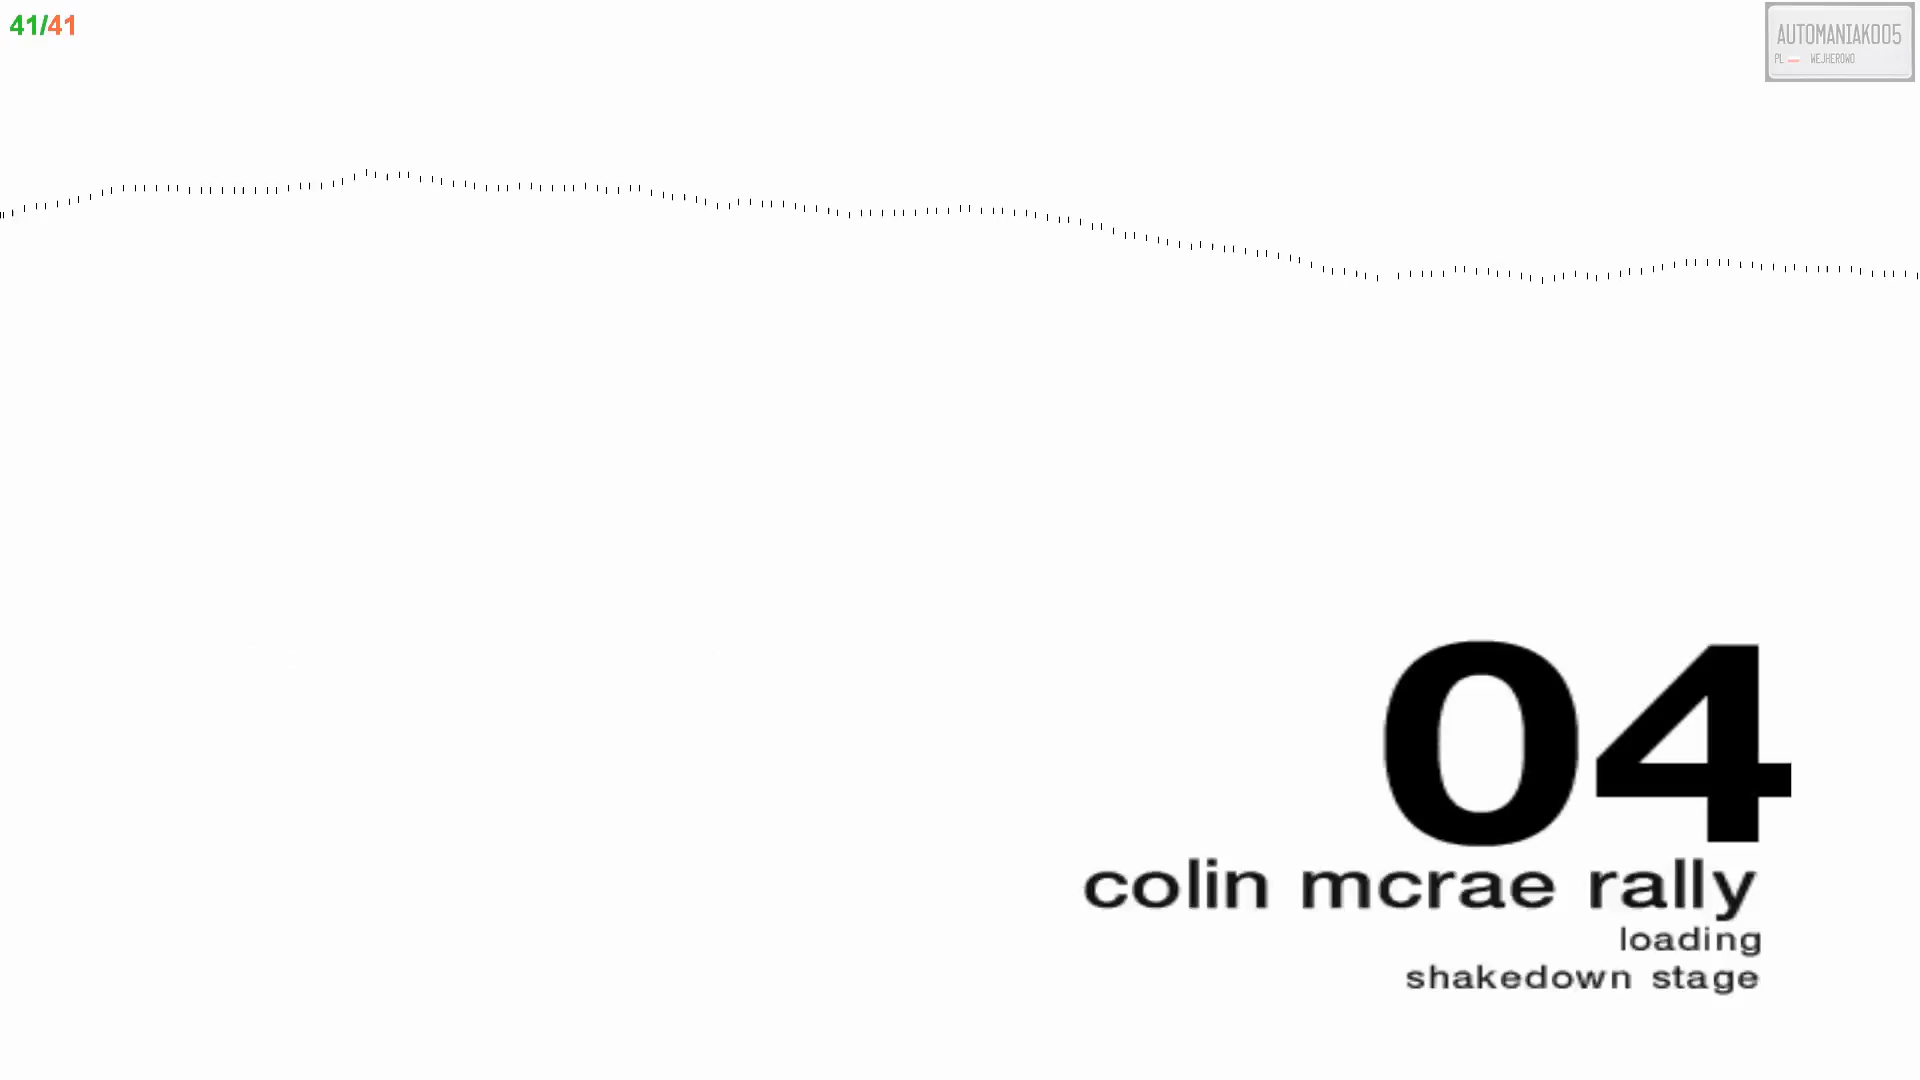 41/41
AUTOMANIAK005
PL WEJHEROWO
04
colin mcrae rally
loading
shakedown stage